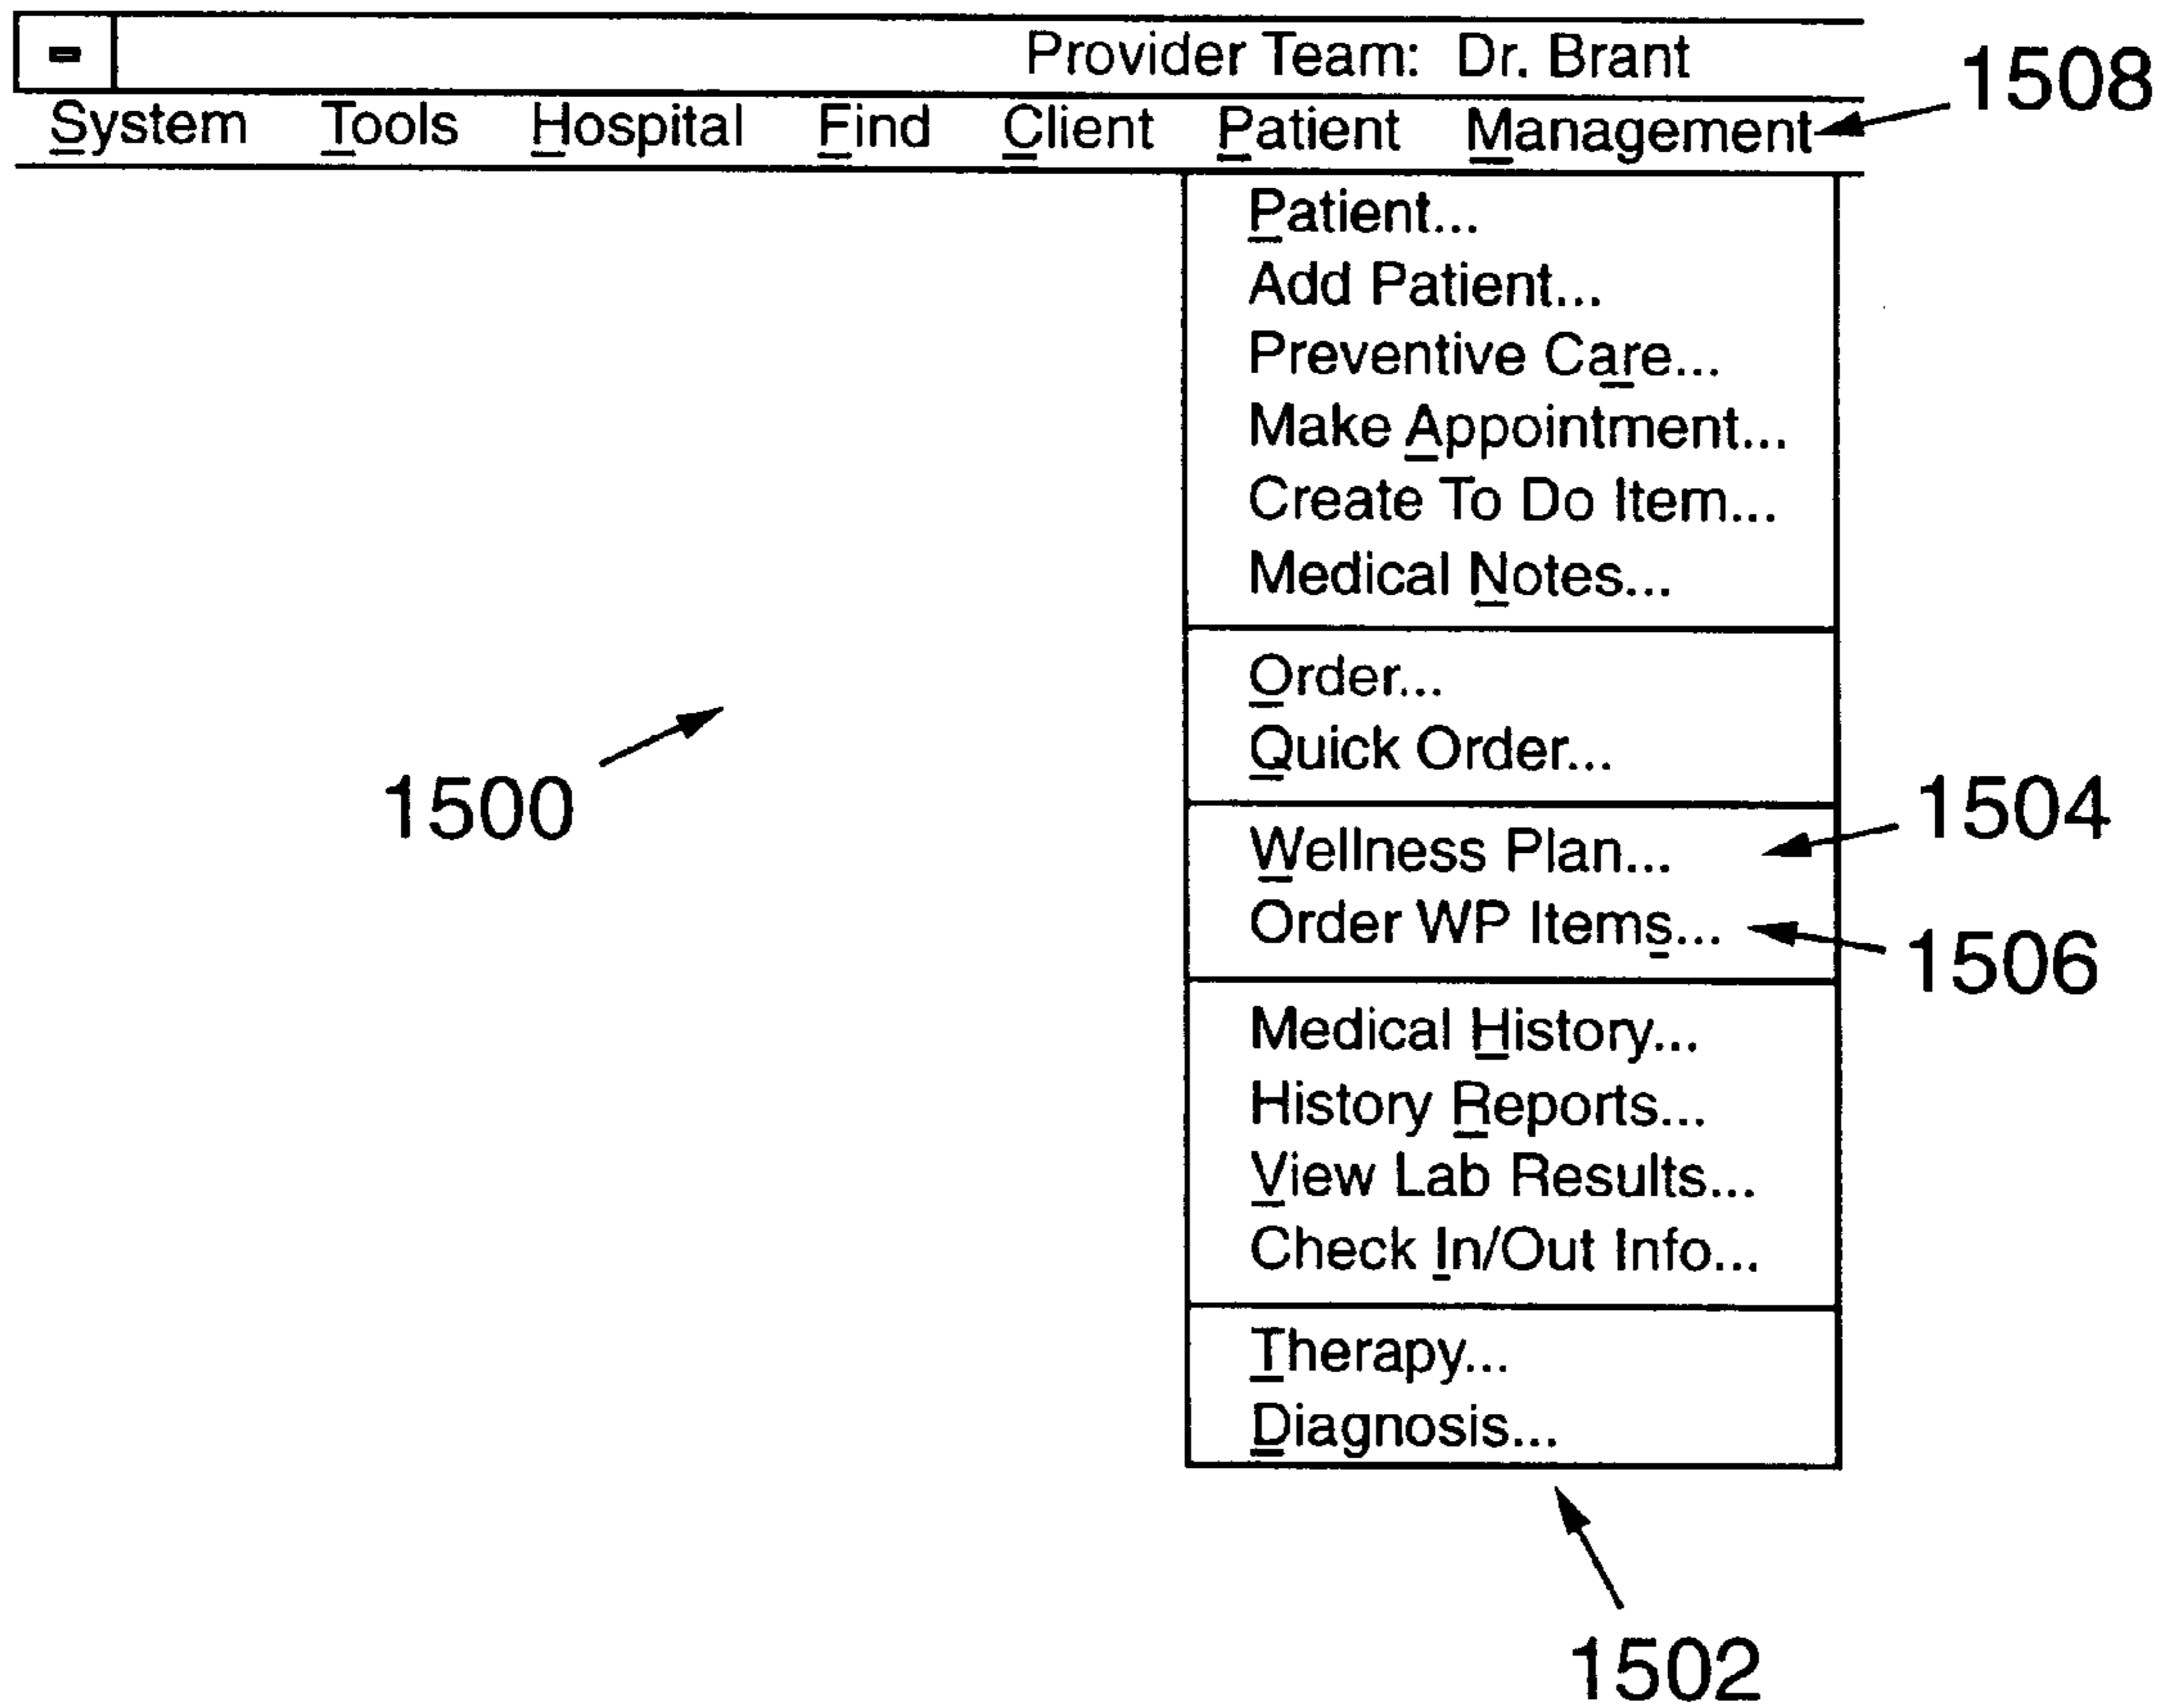 Provider Team: Dr. Brant
1508
System Tools Hospital Find Client Patient Management
Patient...
Add Patient...
Preventive Care...
Make Appointment...
Create To Do Item...
Medical Notes...
Order...
Quick Order...
1500
1504
Wellness Plan...
Order WP Items...
1506
Medical History...
History Reports...
View Lab Results...
Check In/Out Info...
Therapy...
Diagnosis...
1502